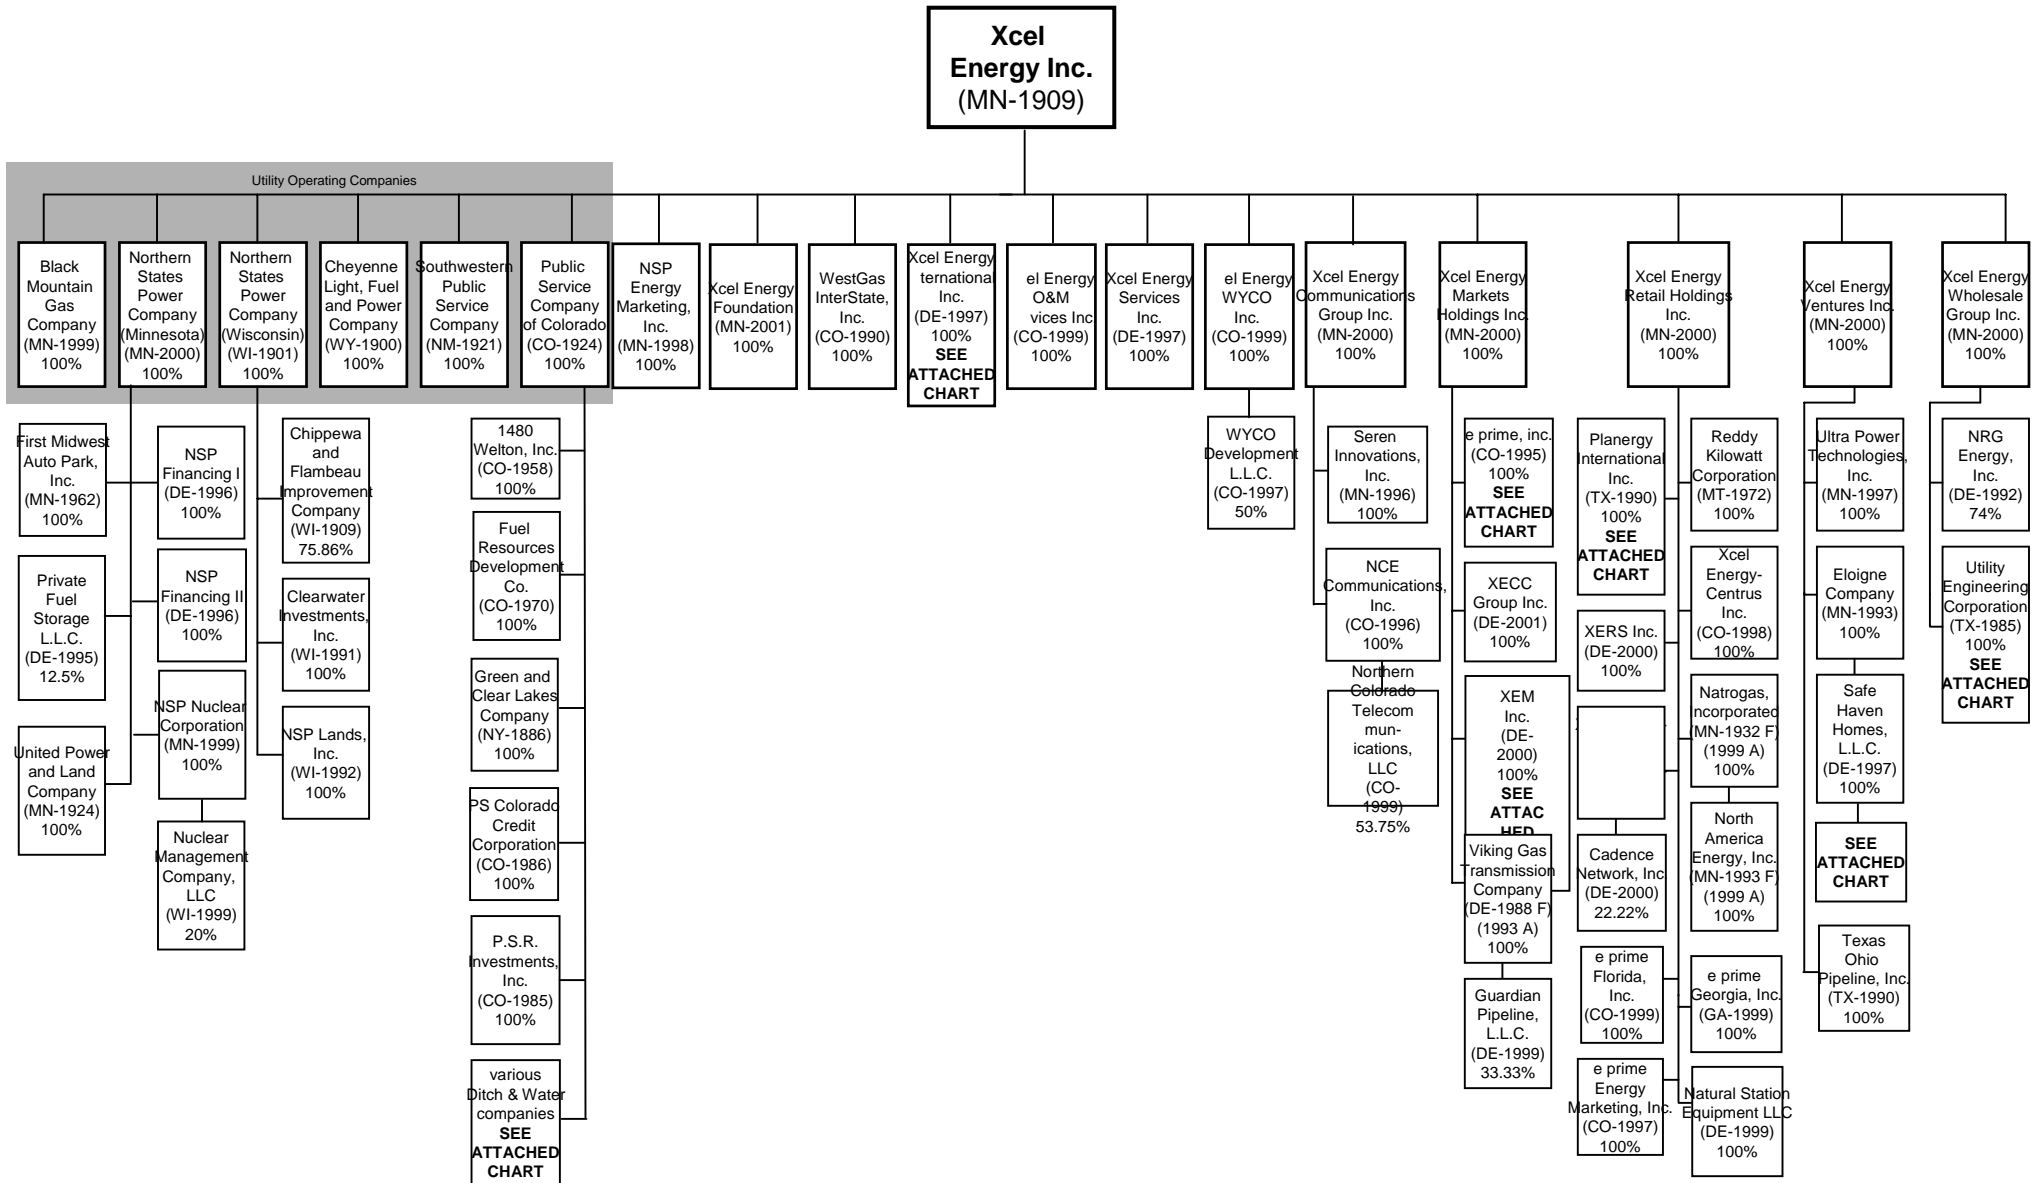 Xcel
Energy Inc.
(MN-1909)
Utility Operating Companies
Black
Mountain
Gas
Company
(MN-1999)
100%
Northern
States
Power
Company
(Minnesota)
(MN-2000)
100%
Northern
States
Power
Company
(Wisconsin)
(WI-1901)
100%
Cheyenne
Light, Fuel
and Power
Company
(WY-1900)
100%
Southwestern
Public
Service
Company
(NM-1921)
100%
Public
Service
Company
of Colorado
(CO-1924)
100%
NSP
Energy
Marketing,
Inc.
(MN-1998)
100%
Xcel Energy
Foundation
(MN-2001)
100%
WestGas
InterState,
Inc.
(CO-1990)
100%
Xcel Energy
ternational
Inc.
(DE-1997)
100%
SEE
ATTACHED
CHART
el Energy
O&M
vices Inc
(CO-1999)
100%
Xcel Energy
Services
Inc.
(DE-1997)
100%
el Energy
WYCO
Inc.
(CO-1999)
100%
Xcel Energy
Communications
Group Inc.
(MN-2000)
100%
Xcel Energy
Markets
Holdings Inc.
(MN-2000)
100%
Xcel Energy
Retail Holdings
Inc.
(MN-2000)
100%
Xcel Energy
Ventures Inc.
(MN-2000)
100%
Xcel Energy
Wholesale
Group Inc.
(MN-2000)
100%
First Midwest
Auto Park,
Inc.
(MN-1962)
100%
Private
Fuel
Storage
L.L.C.
(DE-1995)
12.5%
United Power
and Land
Company
(MN-1924)
100%
NSP
Financing I
(DE-1996)
100%
NSP
Financing II
(DE-1996)
100%
NSP Nuclear
Corporation
(MN-1999)
100%
Nuclear
Management
Company,
LLC
(WI-1999)
20%
Chippewa
and
Flambeau
Improvement
Company
(WI-1909)
75.86%
Clearwater
Investments,
Inc.
(WI-1991)
100%
NSP Lands,
Inc.
(WI-1992)
100%
1480
Welton, Inc.
(CO-1958)
100%
Fuel
Resources
Development
Co.
(CO-1970)
100%
Green and
Clear Lakes
Company
(NY-1886)
100%
PS Colorado
Credit
Corporation
(CO-1986)
100%
P.S.R.
Investments,
Inc.
(CO-1985)
100%
various
Ditch & Water
companies
SEE
ATTACHED
CHART
WYCO
Development
L.L.C.
(CO-1997)
50%
Seren
Innovations,
Inc.
(MN-1996)
100%
NCE
Communications,
Inc.
(CO-1996)
100%
Northern
Colorado
Telecom
mun-
ications,
LLC
(CO-
1999)
53.75%
e prime, inc.
(CO-1995)
100%
SEE
ATTACHED
CHART
XECC
Group Inc.
(DE-2001)
100%
XEM
Inc.
(DE-
2000)
100%
SEE
ATTAC
HED
Viking Gas
Transmission
Company
(DE-1988 F)
(1993 A)
100%
Guardian
Pipeline,
L.L.C.
(DE-1999)
33.33%
Planergy
International
Inc.
(TX-1990)
100%
SEE
ATTACHED
CHART
XERS Inc.
(DE-2000)
100%
Cadence
Network, Inc
(DE-2000)
22.22%
e prime
Florida,
Inc.
(CO-1999)
100%
e prime
Energy
Marketing, Inc.
(CO-1997)
100%
Reddy
Kilowatt
Corporation
(MT-1972)
100%
Xcel
Energy-
Centrus
Inc.
(CO-1998)
100%
Natrogas,
Incorporated
(MN-1932 F)
(1999 A)
100%
North
America
Energy, Inc.
(MN-1993 F)
(1999 A)
100%
e prime
Georgia, Inc.
(GA-1999)
100%
Natural Station
Equipment LLC
(DE-1999)
100%
Ultra Power
Technologies,
Inc.
(MN-1997)
100%
Eloigne
Company
(MN-1993)
100%
Safe
Haven
Homes,
L.L.C.
(DE-1997)
100%
SEE
ATTACHED
CHART
Texas
Ohio
Pipeline, Inc.
(TX-1990)
100%
NRG
Energy,
Inc.
(DE-1992)
74%
Utility
Engineering
Corporation
(TX-1985)
100%
SEE
ATTACHED
CHART